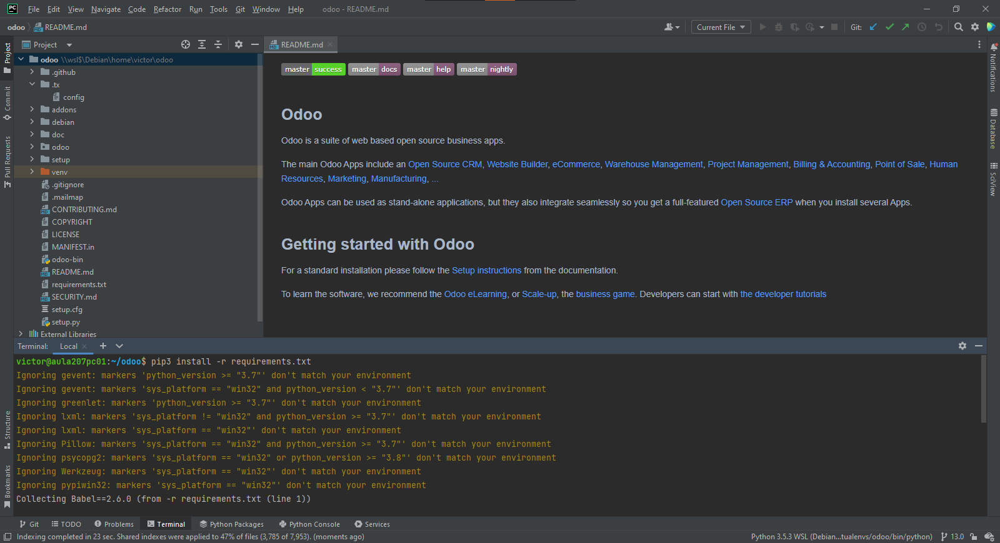 PC File Edit View Navigate Code Refactor Run Tools Git Window Help odoo - README.md
odoo README.md Current File Git:
Project
README.md
odoo \\wsl$\Debian\home\victor\odoo
.github
.tx
config
addons
debian
doc
odoo
setup
venv
.gitignore
.mailmap
CONTRIBUTING.md
COPYRIGHT
LICENSE
MANIFEST.in
odoo-bin
README.md
requirements.txt
SECURITY.md
setup.cfg
setup.py
External Libraries
Project
Commit
Pull Requests
Structure
Bookmarks
master success master docs master help master nightly
Odoo
Odoo is a suite of web based open source business apps.
The main Odoo Apps include an Open Source CRM, Website Builder, eCommerce, Warehouse Management, Project Management, Billing & Accounting, Point of Sale, Human
Resources, Marketing, Manufacturing, ...
Odoo Apps can be used as stand-alone applications, but they also integrate seamlessly so you get a full-featured Open Source ERP when you install several Apps.
Getting started with Odoo
For a standard installation please follow the Setup instructions from the documentation.
To learn the software, we recommend the Odoo eLearning, or Scale-up, the business game. Developers can start with the developer tutorials
Notifications
Database
SciView
Terminal: Local
victor@aula207pc01:~/odoo$ pip3 install -r requirements.txt
Ignoring gevent: markers 'python_version >= "3.7"' don't match your environment
Ignoring gevent: markers 'sys_platform == "win32" and python_version < "3.7"' don't match your environment
Ignoring greenlet: markers 'python_version >= "3.7"' don't match your environment
Ignoring lxml: markers 'sys_platform != "win32" and python_version >= "3.7"' don't match your environment
Ignoring lxml: markers 'sys_platform == "win32"' don't match your environment
Ignoring Pillow: markers 'sys_platform == "win32" and python_version >= "3.7"' don't match your environment
Ignoring psycopg2: markers 'sys_platform == "win32" or python_version >= "3.8"' don't match your environment
Ignoring Werkzeug: markers 'sys_platform == "win32"' don't match your environment
Ignoring pypiwin32: markers 'sys_platform == "win32"' don't match your environment
Collecting Babel==2.6.0 (from -r requirements.txt (line 1))
Git TODO Problems Terminal Python Packages Python Console Services
Indexing completed in 23 sec. Shared indexes were applied to 47% of files (3,785 of 7,953). (moments ago) Python 3.5.3 WSL (Debian...tualenvs/odoo/bin/python) 13.0